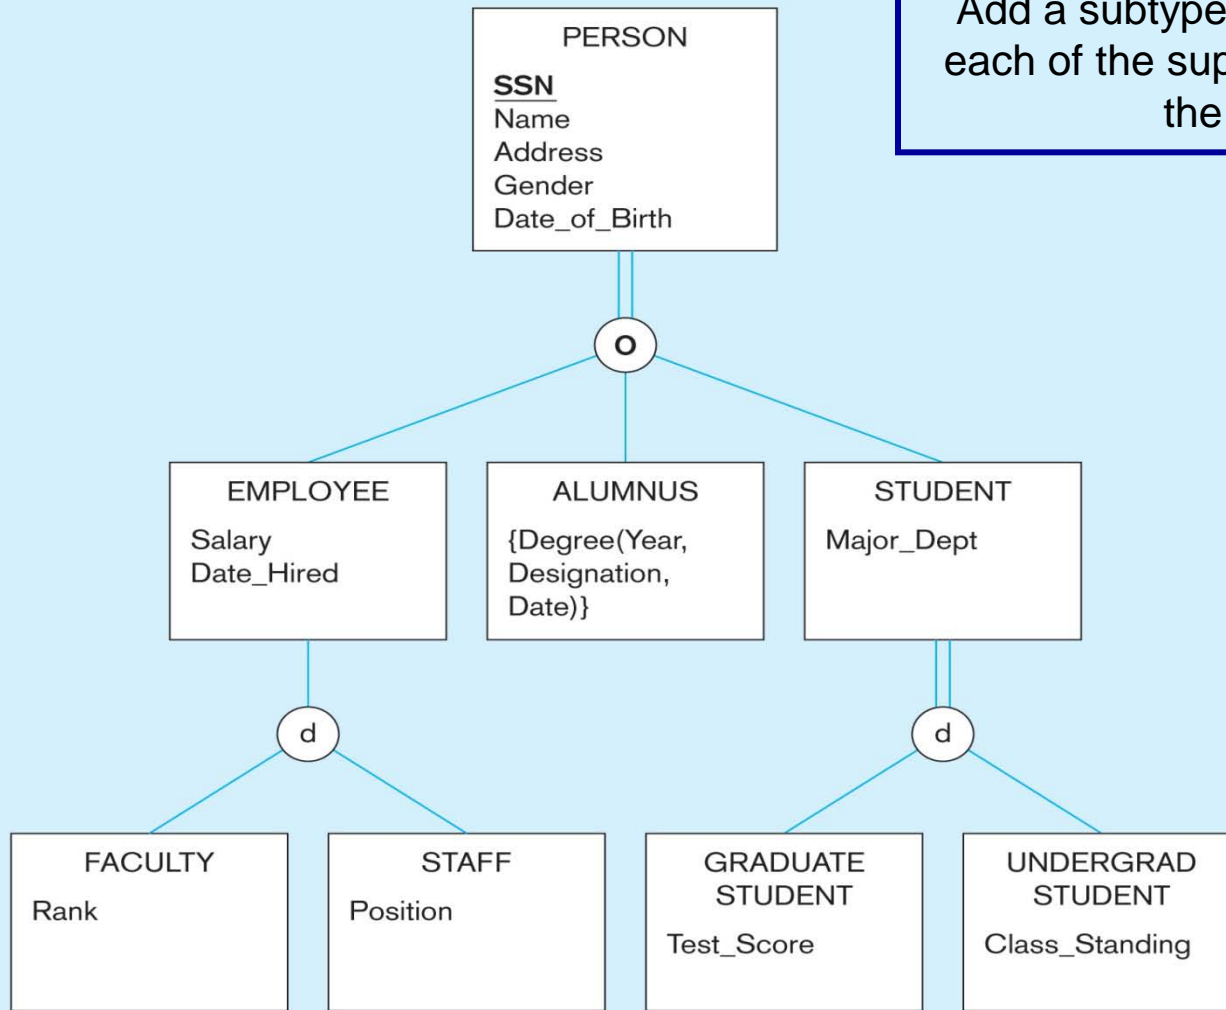 Add a subtype
each of the sup
the
PERSON
SSN
Name
Address
Gender
Date_of_Birth
O
EMPLOYEE
Salary
Date_Hired
ALUMNUS
{Degree(Year,
Designation,
Date)}
STUDENT
Major_Dept
d
d
FACULTY
Rank
STAFF
Position
GRADUATE
STUDENT
Test_Score
UNDERGRAD
STUDENT
Class_Standing